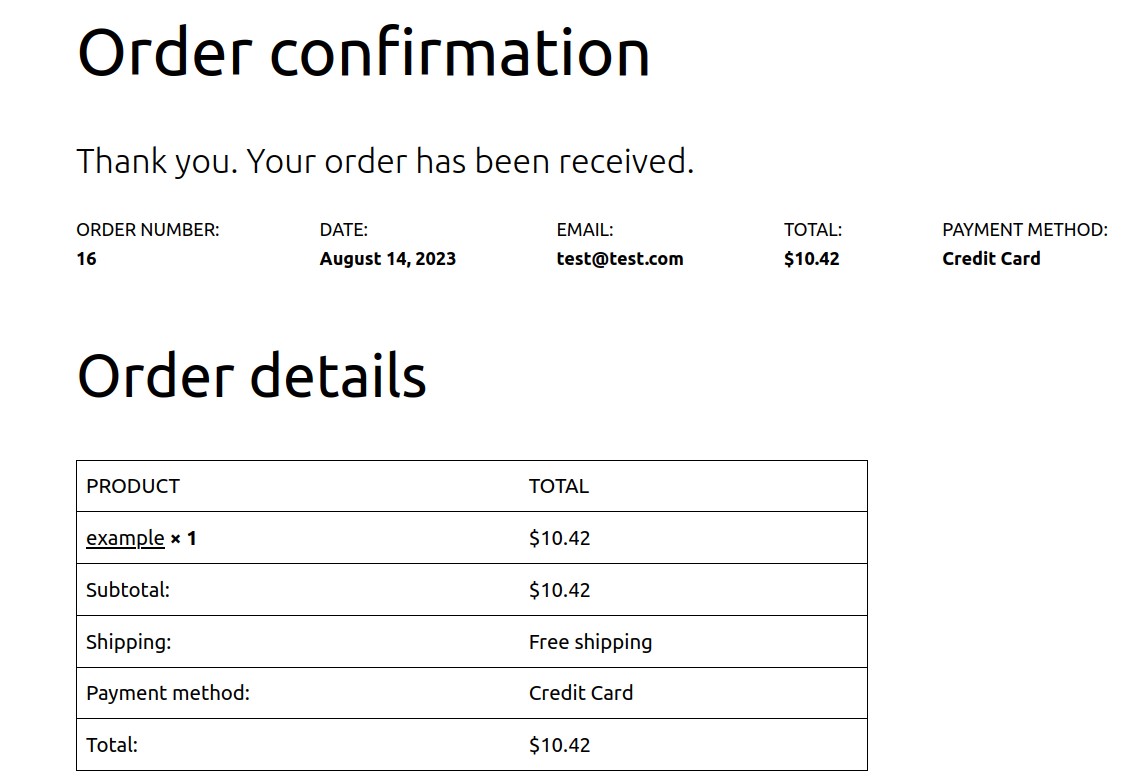 Order confirmation
Thank you. Your order has been received.
ORDER NUMBER: DATE: EMAIL: TOTAL: PAYMENT METHOD:
16 August 14, 2023 test@test.com $10.42 Credit Card
Order details
PRODUCT TOTAL
example × 1 $10.42
Subtotal: $10.42
Shipping: Free shipping
Payment method: Credit Card
Total: $10.42